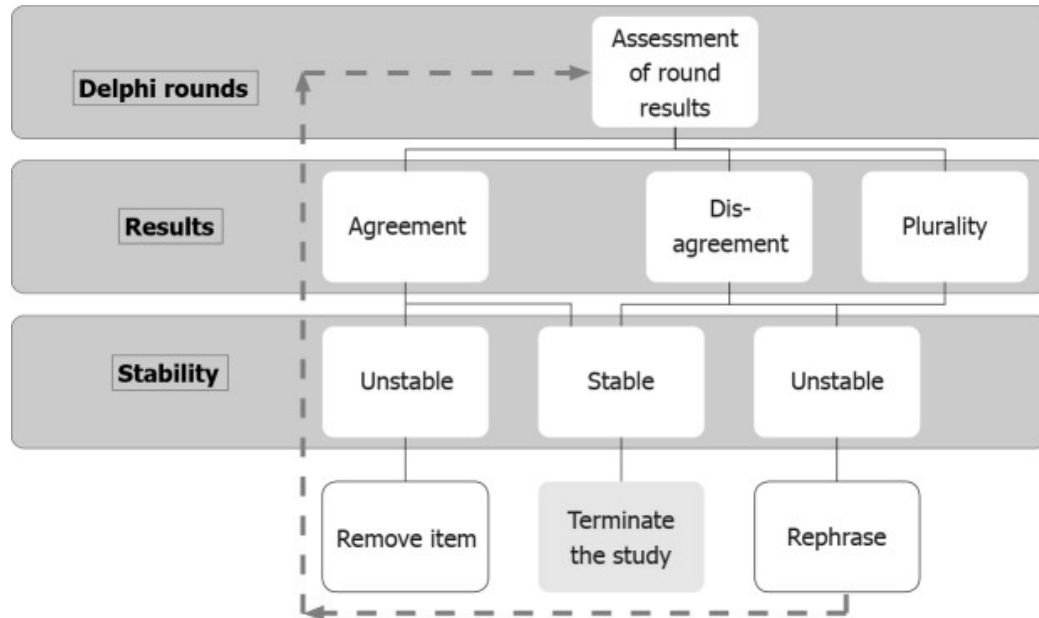 Delphi rounds
Assessment
of round
results
Results
Agreement
Dis-
agreement
Plurality
Stability
Unstable
Stable
Unstable
Remove item
Terminate
the study
Rephrase